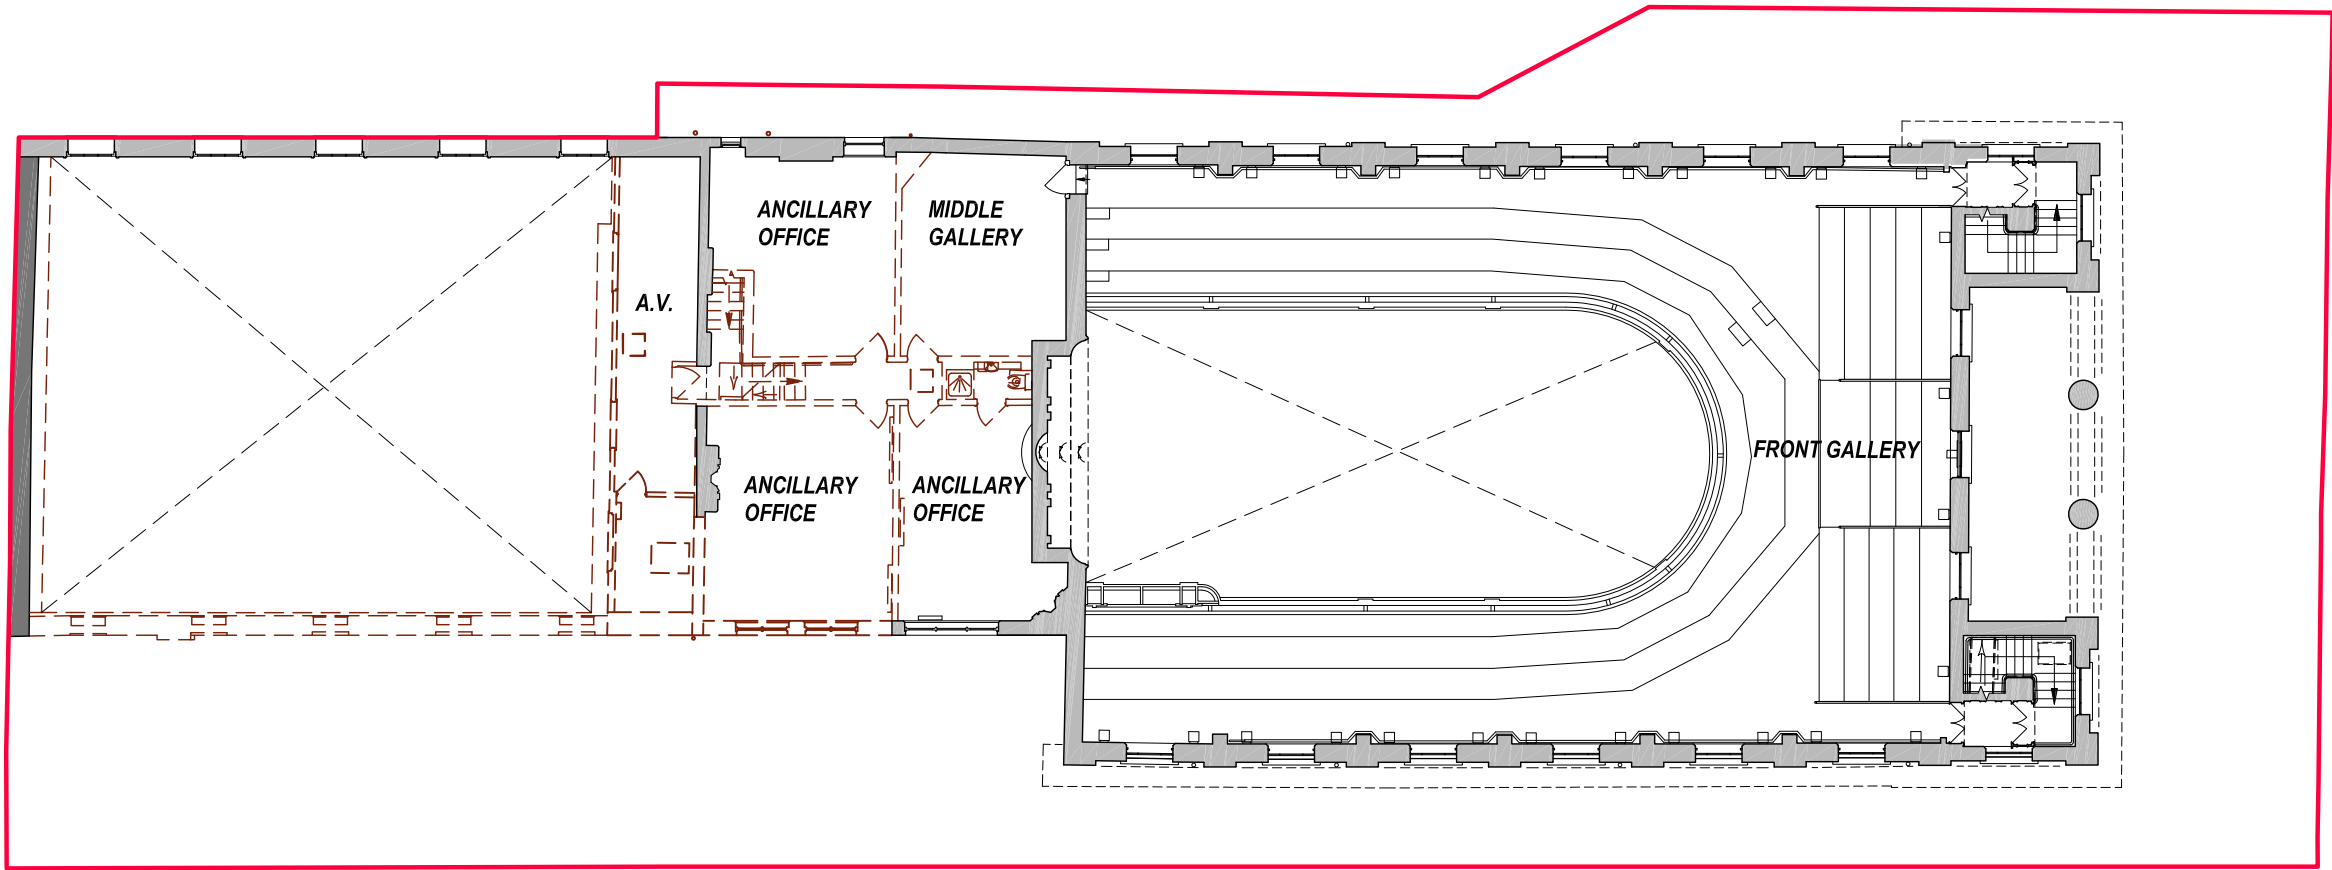 ANCILLARY
OFFICE
MIDDLE
GALLERY
A.V.
FRONT GALLERY
ANCILLARY
OFFICE
ANCILLARY
OFFICE